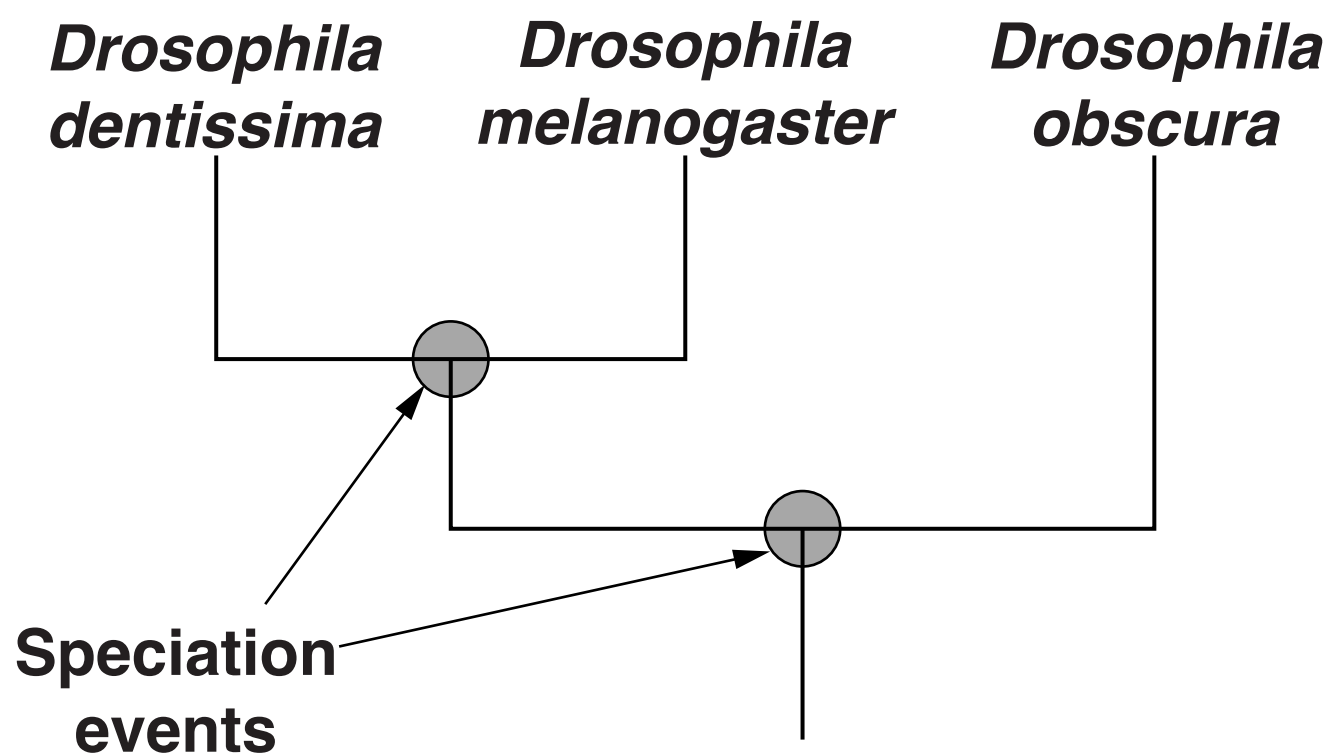 Drosophila
dentissima
Drosophila
melanogaster
Drosophila
obscura
Speciation
events